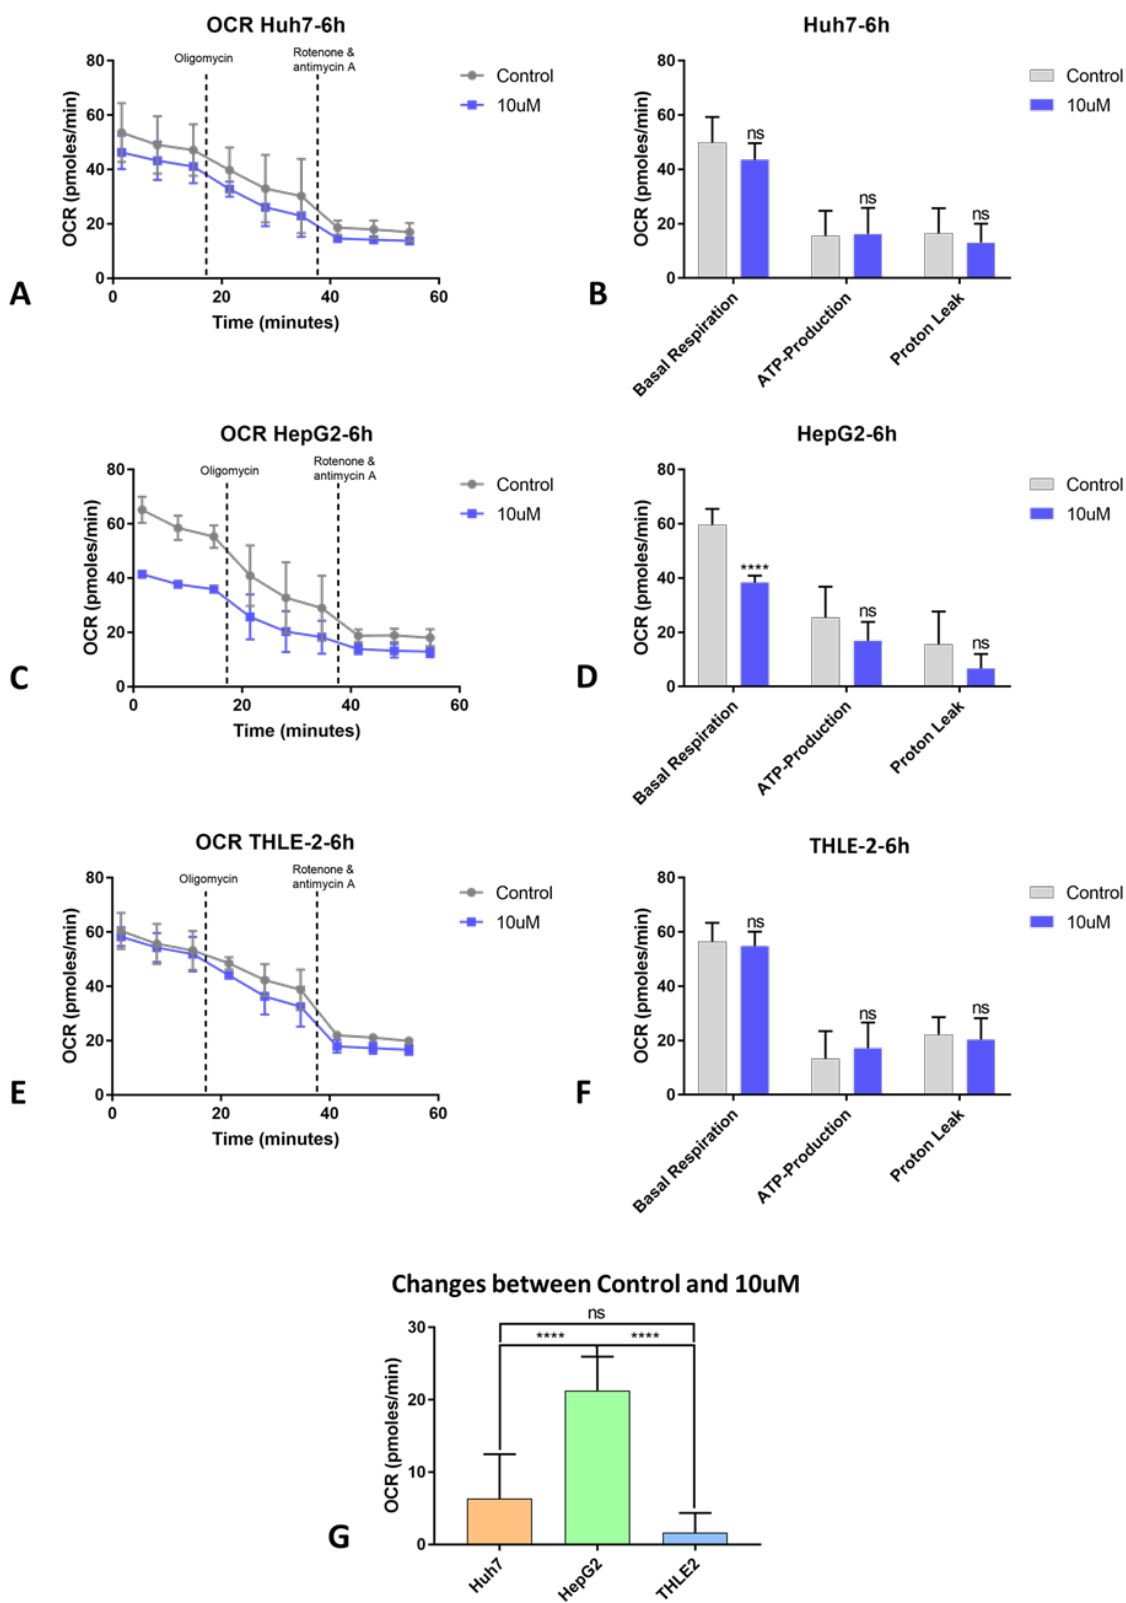 OCR Huh7-6h
Oligomycin
Rotenone &
antimycin A
Control
10uM
OCR (pmoles/min)
80
60
40
20
0
0 20 40 60
Time (minutes)
A
Huh7-6h
Control
10uM
OCR (pmoles/min)
80
60
40
20
0
ns
ns
ns
Basal Respiration
ATP-Production
Proton Leak
B
OCR HepG2-6h
Oligomycin
Rotenone &
antimycin A
Control
10uM
OCR (pmoles/min)
80
60
40
20
0
0 20 40 60
Time (minutes)
C
HepG2-6h
Control
10uM
OCR (pmoles/min)
80
60
40
20
0
****
ns
ns
Basal Respiration
ATP-Production
Proton Leak
D
OCR THLE-2-6h
Oligomycin
Rotenone &
antimycin A
Control
10uM
OCR (pmoles/min)
80
60
40
20
0
0 20 40 60
Time (minutes)
E
THLE-2-6h
Control
10uM
OCR (pmoles/min)
80
60
40
20
0
ns
ns
ns
Basal Respiration
ATP-Production
Proton Leak
F
Changes between Control and 10uM
ns
**** ****
OCR (pmoles/min)
30
20
10
0
Huh7
HepG2
THLE2
G